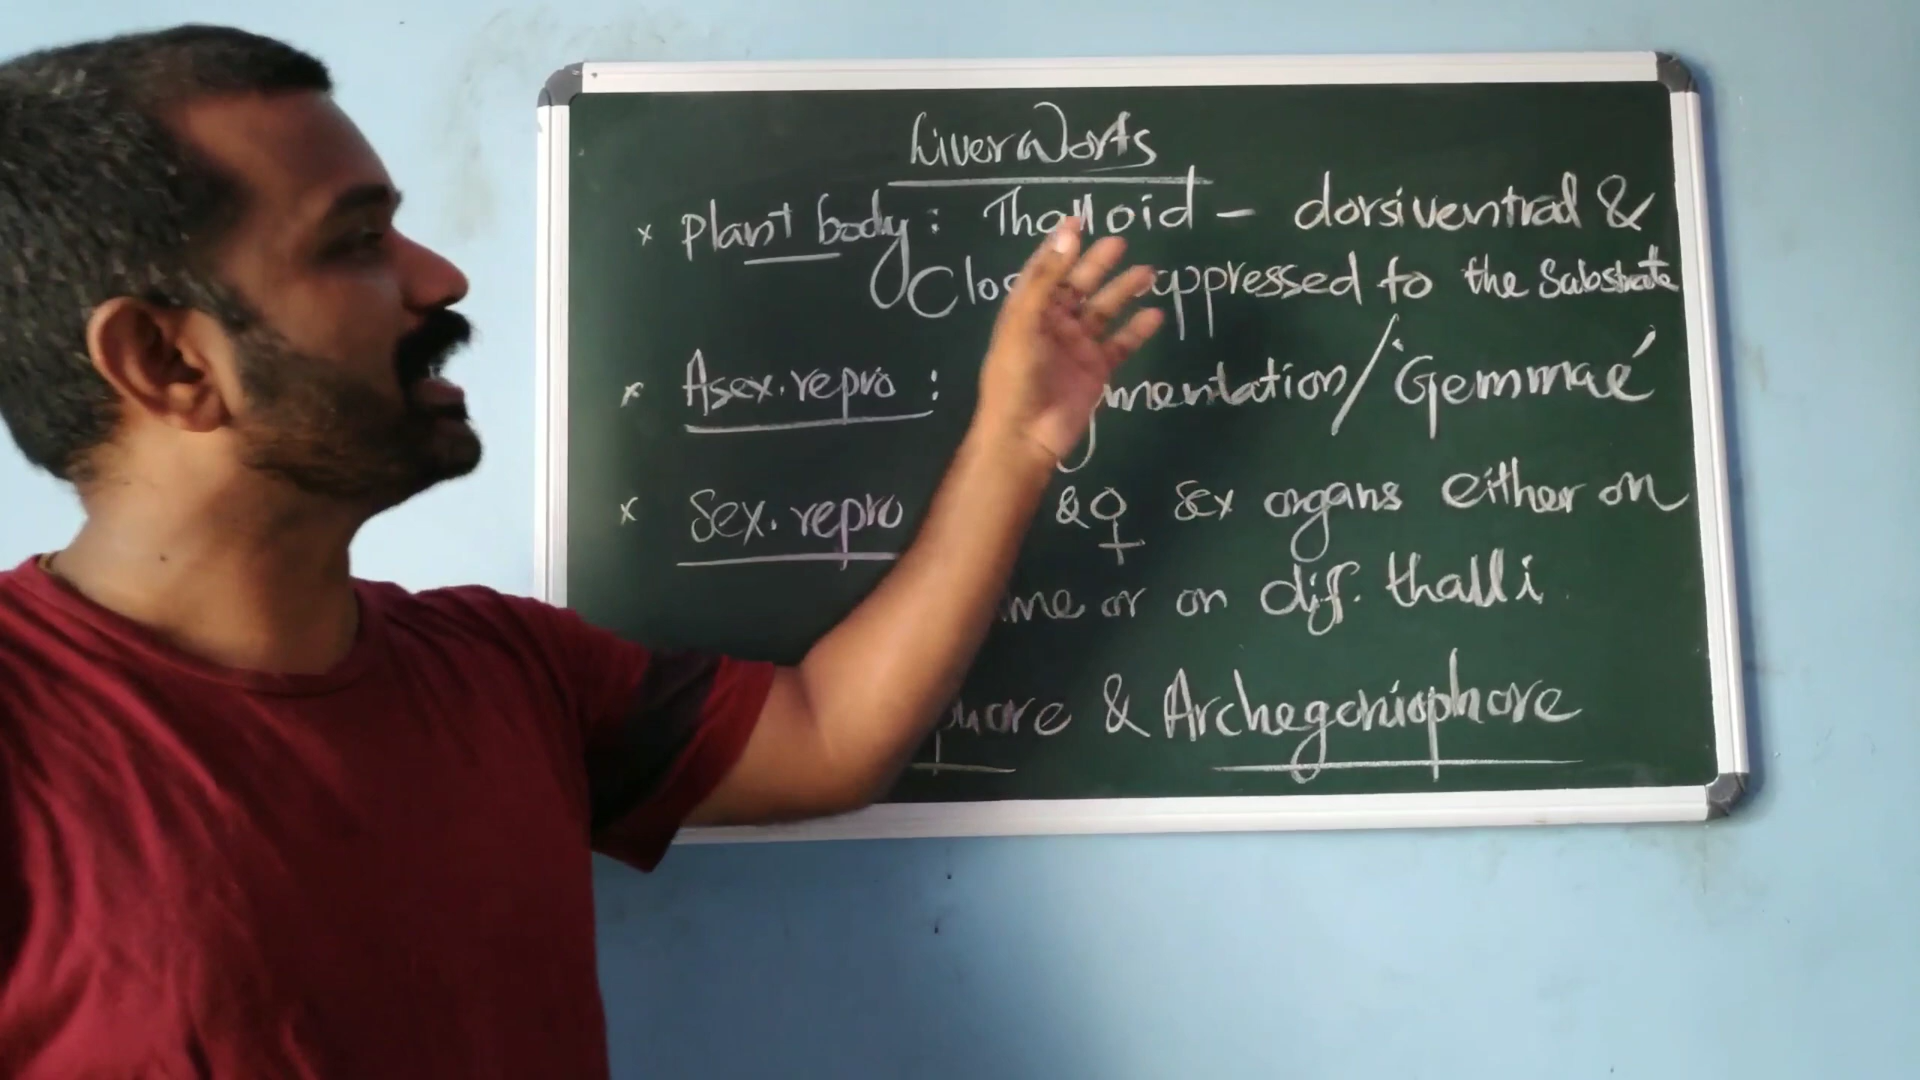 LiverWorts
x Plant body: Thalloid - dorsiventral &
appressed to the Substrate
x Asex.repro: /'Gemmae'
x Sex.repro & ♀ Sex organs either on
or on dif. thalli
& Archegoniophore